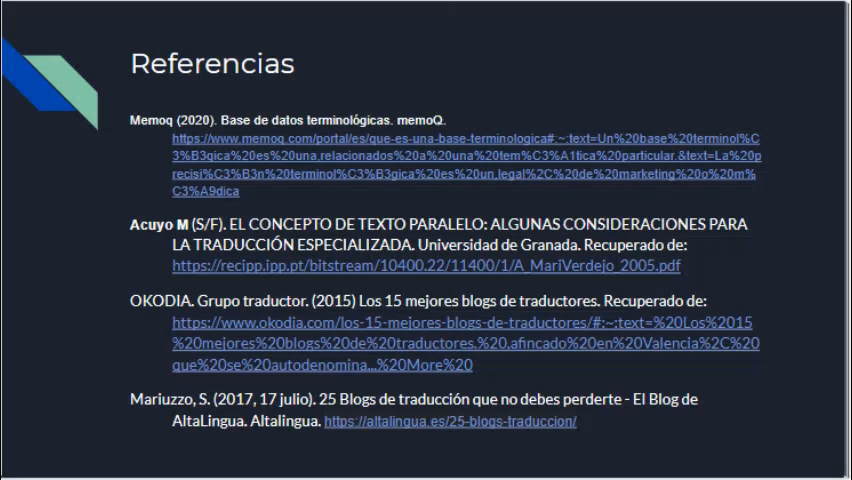 Referencias
Memoq (2020). Base de datos terminológicas. memoQ.
https://www.memoq.com/portal/es/que-es-una-base-terminologica#:~:text=Un%20base%20terminol%C
3%B3gica%20es%20una,relacionados%20a%20una%20tem%C3%A1tica%20particular.&text=La%20p
recisi%C3%B3n%20terminol%C3%B3gica%20es%20un,legal%2C%20de%20marketing%20o%20m%
C3%A9dica
Acuyo M (S/F). EL CONCEPTO DE TEXTO PARALELO: ALGUNAS CONSIDERACIONES PARA
LA TRADUCCIÓN ESPECIALIZADA. Universidad de Granada. Recuperado de:
https://recipp.ipp.pt/bitstream/10400.22/11400/1/A_MariVerdejo_2005.pdf
OKODIA. Grupo traductor. (2015) Los 15 mejores blogs de traductores. Recuperado de:
https://www.okodia.com/los-15-mejores-blogs-de-traductores/#:~:text=%20Los%2015
%20mejores%20blogs%20de%20traductores.%20,afincado%20en%20Valencia%2C%20
que%20se%20autodenomina...%20More%20
Mariuzzo, S. (2017, 17 julio). 25 Blogs de traducción que no debes perderte - El Blog de
AltaLingua. Altalingua. https://altalingua.es/25-blogs-traduccion/